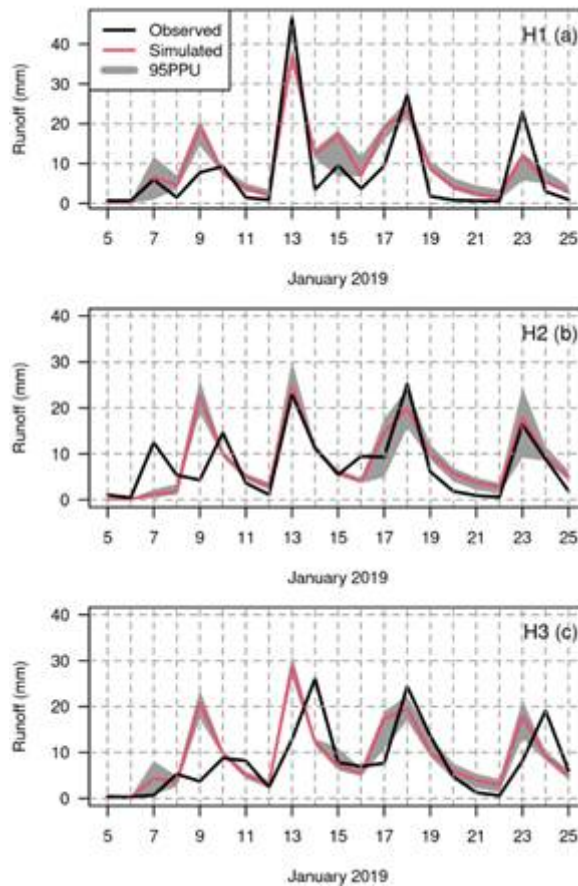 Observed
Simulated
95PPU
H1 (a)
Runoff (mm)
40
30
20
10
0
5 7 9 11 13 15 17 19 21 23 25
January 2019
H2 (b)
Runoff (mm)
40
30
20
10
0
5 7 9 11 13 15 17 19 21 23 25
January 2019
H3 (c)
Runoff (mm)
40
30
20
10
0
5 7 9 11 13 15 17 19 21 23 25
January 2019